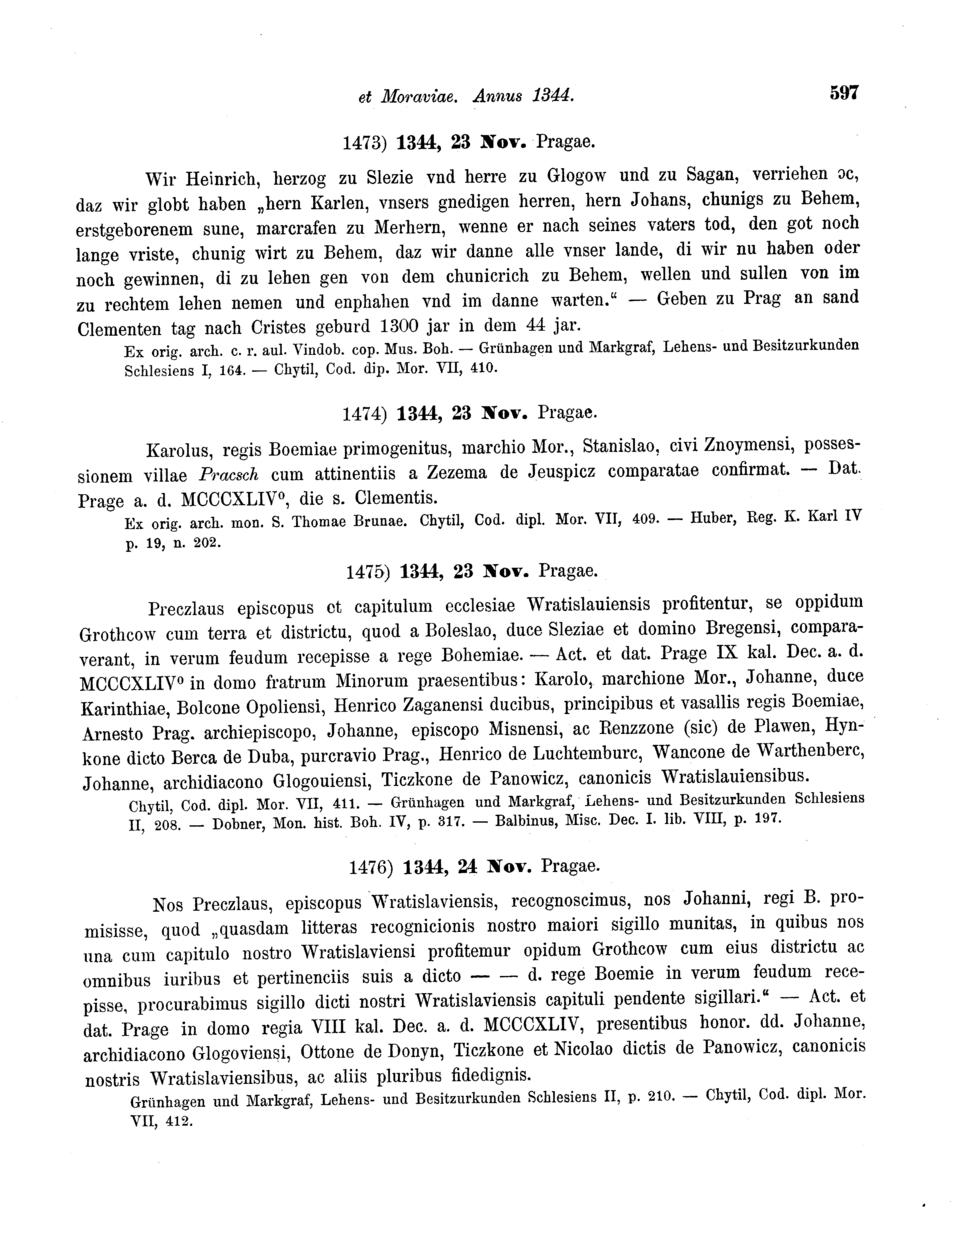 et Moraviae. Annus 1344. 597
1473) 1344, 23 Nov. Pragae.
Wir Heinrich, herzog zu Slezie vnd herre zu Glogow und zu Sagan, verriehen ɔc,
daz wir globt haben „hern Karlen, vnsers gnedigen herren, hern Johans, chunigs zu Behem,
erstgeborenem sune, marcrafen zu Merhern, wenne er nach seines vaters tod, den got noch
lange vriste, chunig wirt zu Behem, daz wir danne alle vnser lande, di wir nu haben oder
noch gewinnen, di zu lehen gen von dem chunicrich zu Behem, wellen und sullen von im
zu rechtem lehen nemen und enphahen vnd im danne warten.“ — Geben zu Prag an sand
Clementen tag nach Cristes geburd 1300 jar in dem 44 jar.
Ex orig. arch. c. r. aul. Vindob. cop. Mus. Boh. — Grünhagen und Markgraf, Lehens- und Besitzurkunden
Schlesiens I, 164. — Chytil, Cod. dip. Mor. VII, 410.
1474) 1344, 23 Nov. Pragae.
Karolus, regis Boemiae primogenitus, marchio Mor., Stanislao, civi Znoymensi, posses-
sionem villae Pracsch cum attinentiis a Zezema de Jeuspicz comparatae confirmat. — Dat.
Prage a. d. MCCCXLIV⁰, die s. Clementis.
Ex orig. arch. mon. S. Thomae Brunae. Chytil, Cod. dipl. Mor. VII, 409. — Huber, Reg. K. Karl IV
p. 19, n. 202.
1475) 1344, 23 Nov. Pragae.
Preczlaus episcopus et capitulum ecclesiae Wratislauiensis profitentur, se oppidum
Grothcow cum terra et districtu, quod a Boleslao, duce Sleziae et domino Bregensi, compara-
verant, in verum feudum recepisse a rege Bohemiae. — Act. et dat. Prage IX kal. Dec. a. d.
MCCCXLIV⁰ in domo fratrum Minorum praesentibus: Karolo, marchione Mor., Johanne, duce
Karinthiae, Bolcone Opoliensi, Henrico Zaganensi ducibus, principibus et vasallis regis Boemiae,
Arnesto Prag. archiepiscopo, Johanne, episcopo Misnensi, ac Renzzone (sic) de Plawen, Hyn-
kone dicto Berca de Duba, purcravio Prag., Henrico de Luchtemburc, Wancone de Warthenberc,
Johanne, archidiacono Glogouiensi, Ticzkone de Panowicz, canonicis Wratislauiensibus.
Chytil, Cod. dipl. Mor. VII, 411. — Grünhagen und Markgraf, Lehens- und Besitzurkunden Schlesiens
II, 208. — Dobner, Mon. hist. Boh. IV, p. 317. — Balbinus, Misc. Dec. I. lib. VIII, p. 197.
1476) 1344, 24 Nov. Pragae.
Nos Preczlaus, episcopus Wratislaviensis, recognoscimus, nos Johanni, regi B. pro-
misisse, quod „quasdam litteras recognicionis nostro maiori sigillo munitas, in quibus nos
una cum capitulo nostro Wratislaviensi profitemur opidum Grothcow cum eius districtu ac
omnibus iuribus et pertinenciis suis a dicto — — d. rege Boemie in verum feudum rece-
pisse, procurabimus sigillo dicti nostri Wratislaviensis capituli pendente sigillari.“ — Act. et
dat. Prage in domo regia VIII kal. Dec. a. d. MCCCXLIV, presentibus honor. dd. Johanne,
archidiacono Glogoviensi, Ottone de Donyn, Ticzkone et Nicolao dictis de Panowicz, canonicis
nostris Wratislaviensibus, ac aliis pluribus fidedignis.
Grünhagen und Markgraf, Lehens- und Besitzurkunden Schlesiens II, p. 210. — Chytil, Cod. dipl. Mor.
VII, 412.